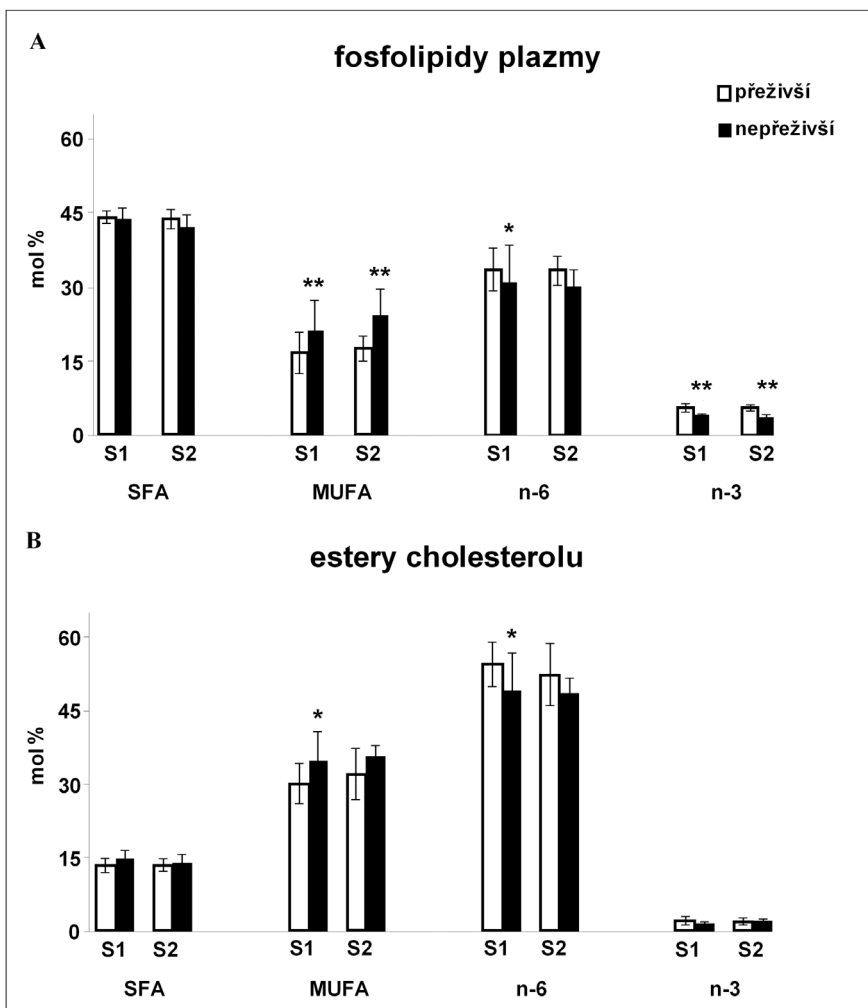 A
fosfolipidy plazmy
přeživší
nepřeživší
60
45
30
15
0
mol %
** ** * ** **
S1 S2 S1 S2 S1 S2 S1 S2
SFA MUFA n-6 n-3
B
estery cholesterolu
60
45
30
15
0
mol %
* *
S1 S2 S1 S2 S1 S2 S1 S2
SFA MUFA n-6 n-3